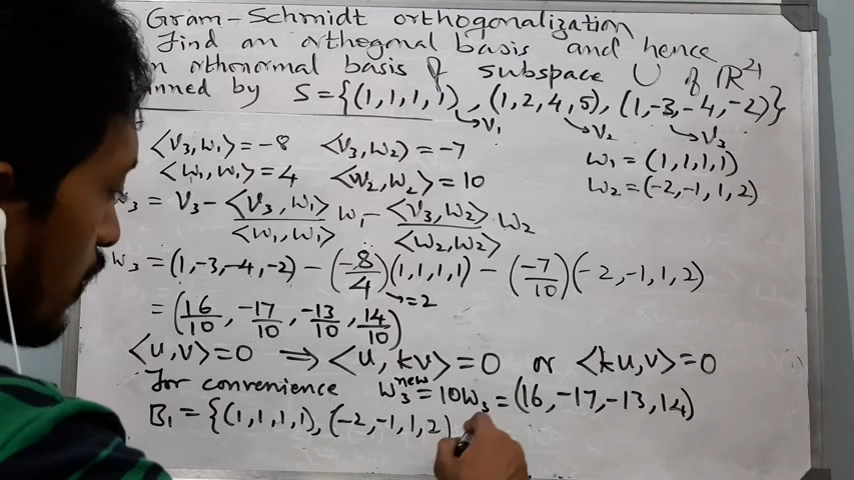 Gram-Schmidt orthogonalization
Find an orthogonal basis and hence
n orthonormal basis of subspace U of ℝ⁴
nned by S={(1,1,1,1), (1,2,4,5), (1,-3,-4,-2)}
→V₁ →V₂ →V₃
⟨V₃,W₁⟩=-8 ⟨V₃,W₂⟩=-7 W₁=(1,1,1,1)
⟨W₁,W₁⟩=4 ⟨W₂,W₂⟩=10 W₂=(-2,-1,1,2)
W₃ = V₃ - ⟨V₃,W₁⟩/⟨W₁,W₁⟩ W₁ - ⟨V₃,W₂⟩/⟨W₂,W₂⟩ W₂
W₃ = (1,-3,-4,-2) - (-8/4)(1,1,1,1) - (-7/10)(-2,-1,1,2)
→=2
= (16/10, -17/10, -13/10, 14/10)
⟨u,v⟩=0 ⟹ ⟨u,kv⟩=0 or ⟨ku,v⟩=0
For convenience W₃ⁿᵉʷ = 10W₃ = (16,-17,-13,14)
B₁ = {(1,1,1,1), (-2,-1,1,2)